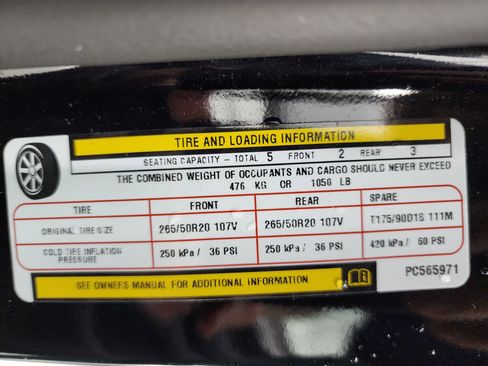 TIRE AND LOADING INFORMATION
SEATING CAPACITY - TOTAL 5 FRONT 2 REAR 3
THE COMBINED WEIGHT OF OCCUPANTS AND CARGO SHOULD NEVER EXCEED
476 KG OR 1050 LB
TIRE FRONT REAR SPARE
ORIGINAL TIRE SIZE 265/50R20 107V 265/50R20 107V T175/90D18 111M
COLD TIRE INFLATION PRESSURE 250 kPa / 36 PSI 250 kPa / 36 PSI 420 kPa / 60 PSI
PC565971
SEE OWNERS MANUAL FOR ADDITIONAL INFORMATION